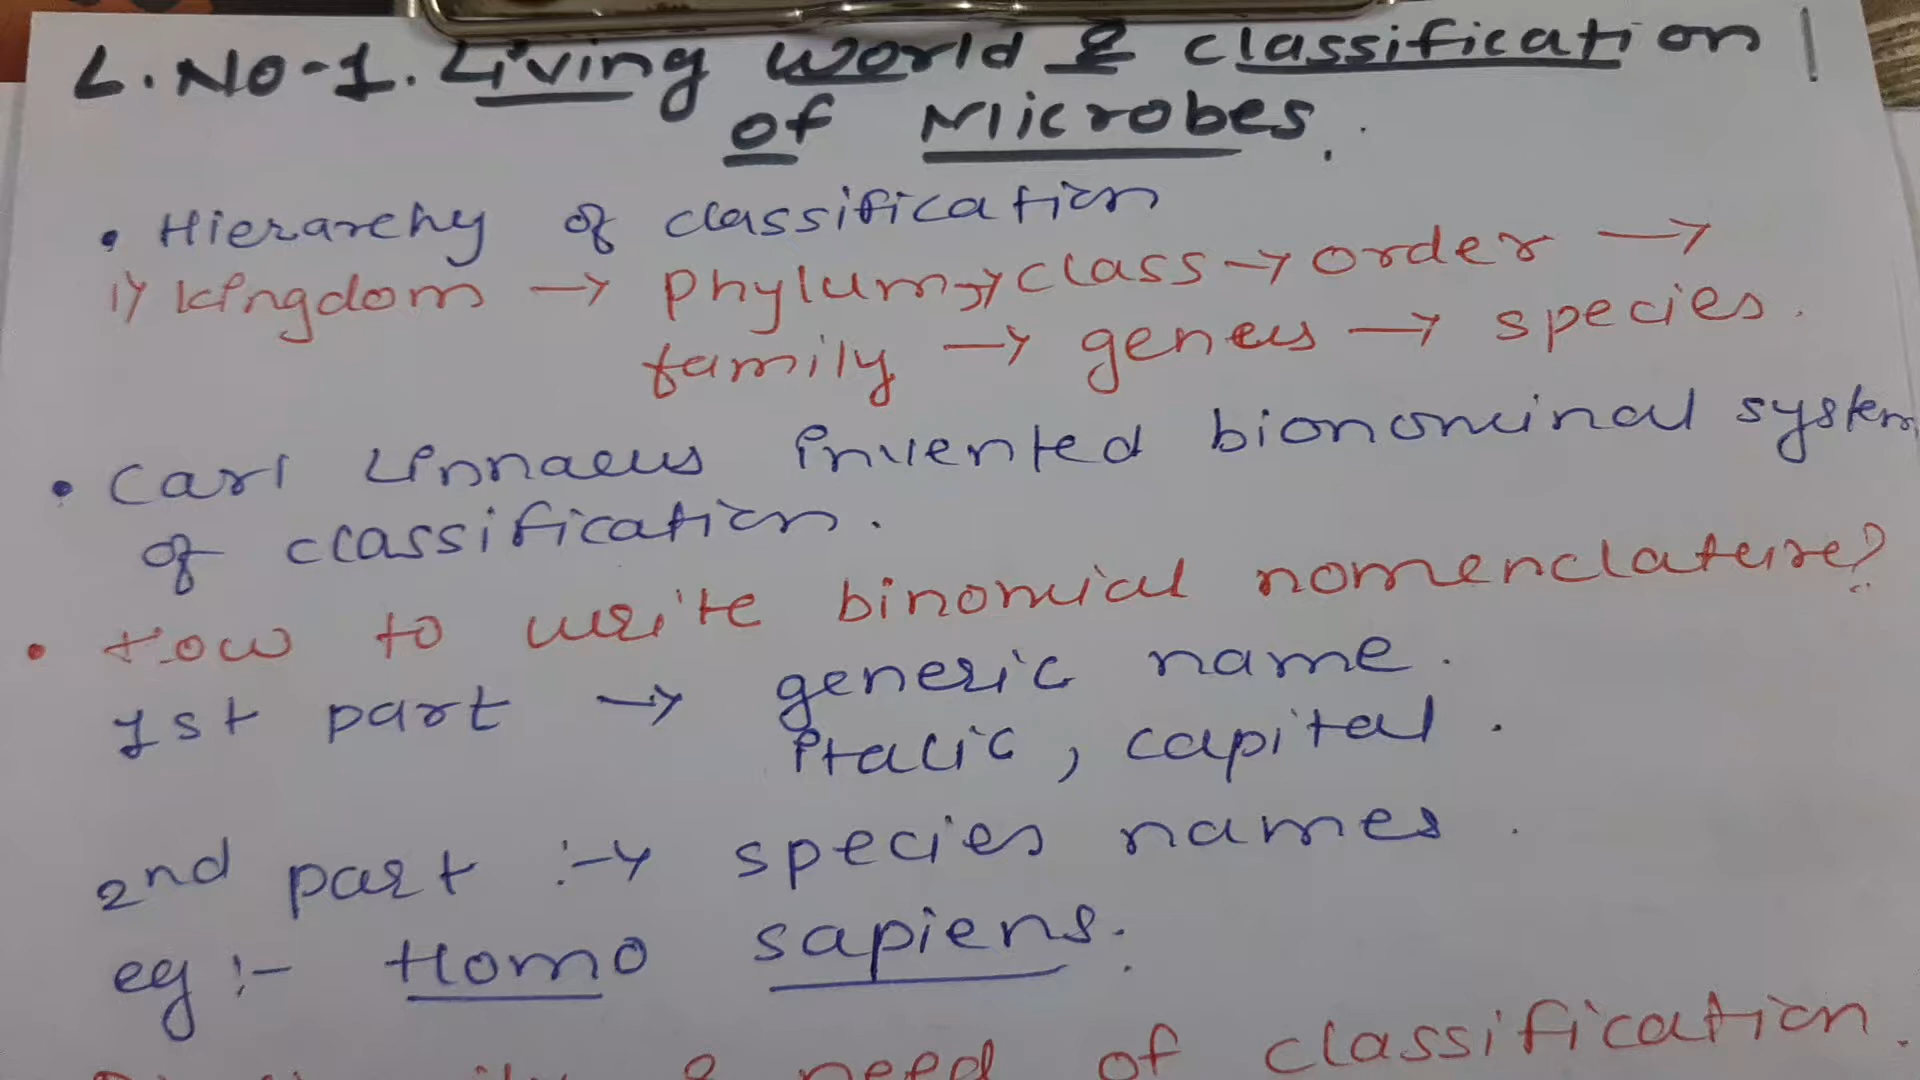 L. No-1. Living world & classification
of Microbes.
• Hierarchy of classification
1) kingdom → phylum → class → order →
family → genus → species.
• Carl Linnaeus invented bionominal system
of classification.
• How to write binomial nomenclature?
1st part → generic name.
italic, capital.
2nd part :→ species names.
eg :- Homo sapiens.
& need of classification.